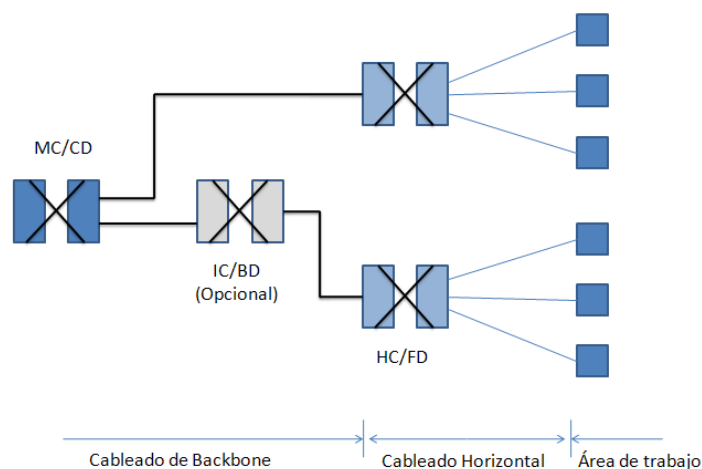 MC/CD
IC/BD
(Opcional)
HC/FD
Cableado de Backbone
Cableado Horizontal
Área de trabajo